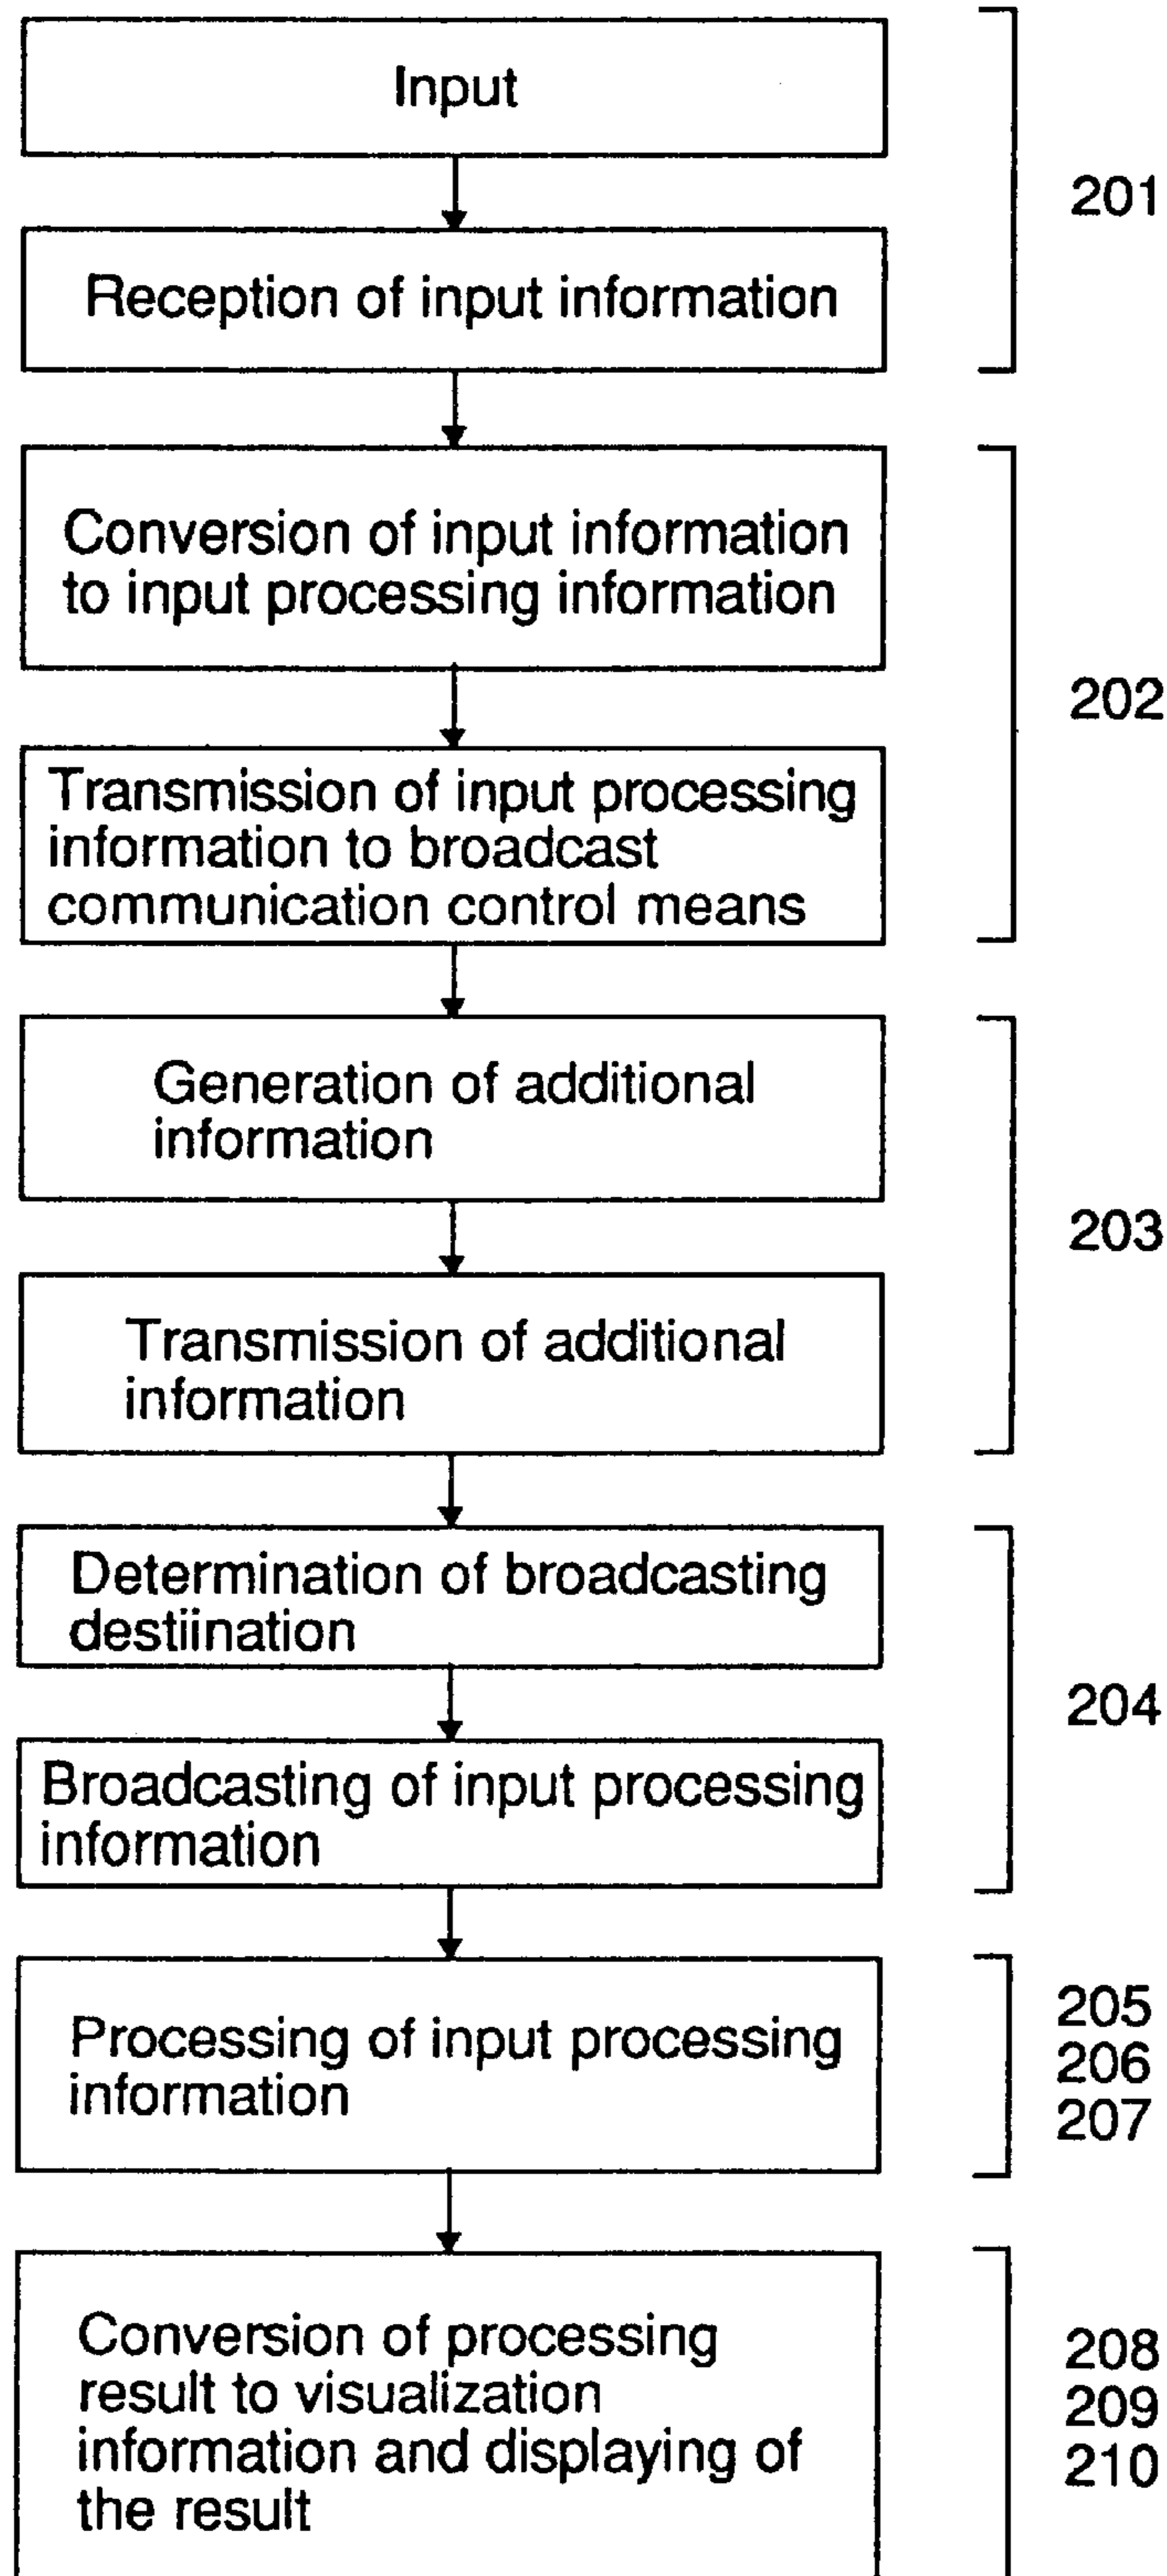 Input
201
Reception of input information
Conversion of input information
to input processing information
202
Transmission of input processing
information to broadcast
communication control means
Generation of additional
information
203
Transmission of additional
information
Determination of broadcasting
destiination
204
Broadcasting of input processing
information
Processing of input processing
information
205
206
207
Conversion of processing
result to visualization
information and displaying of
the result
208
209
210